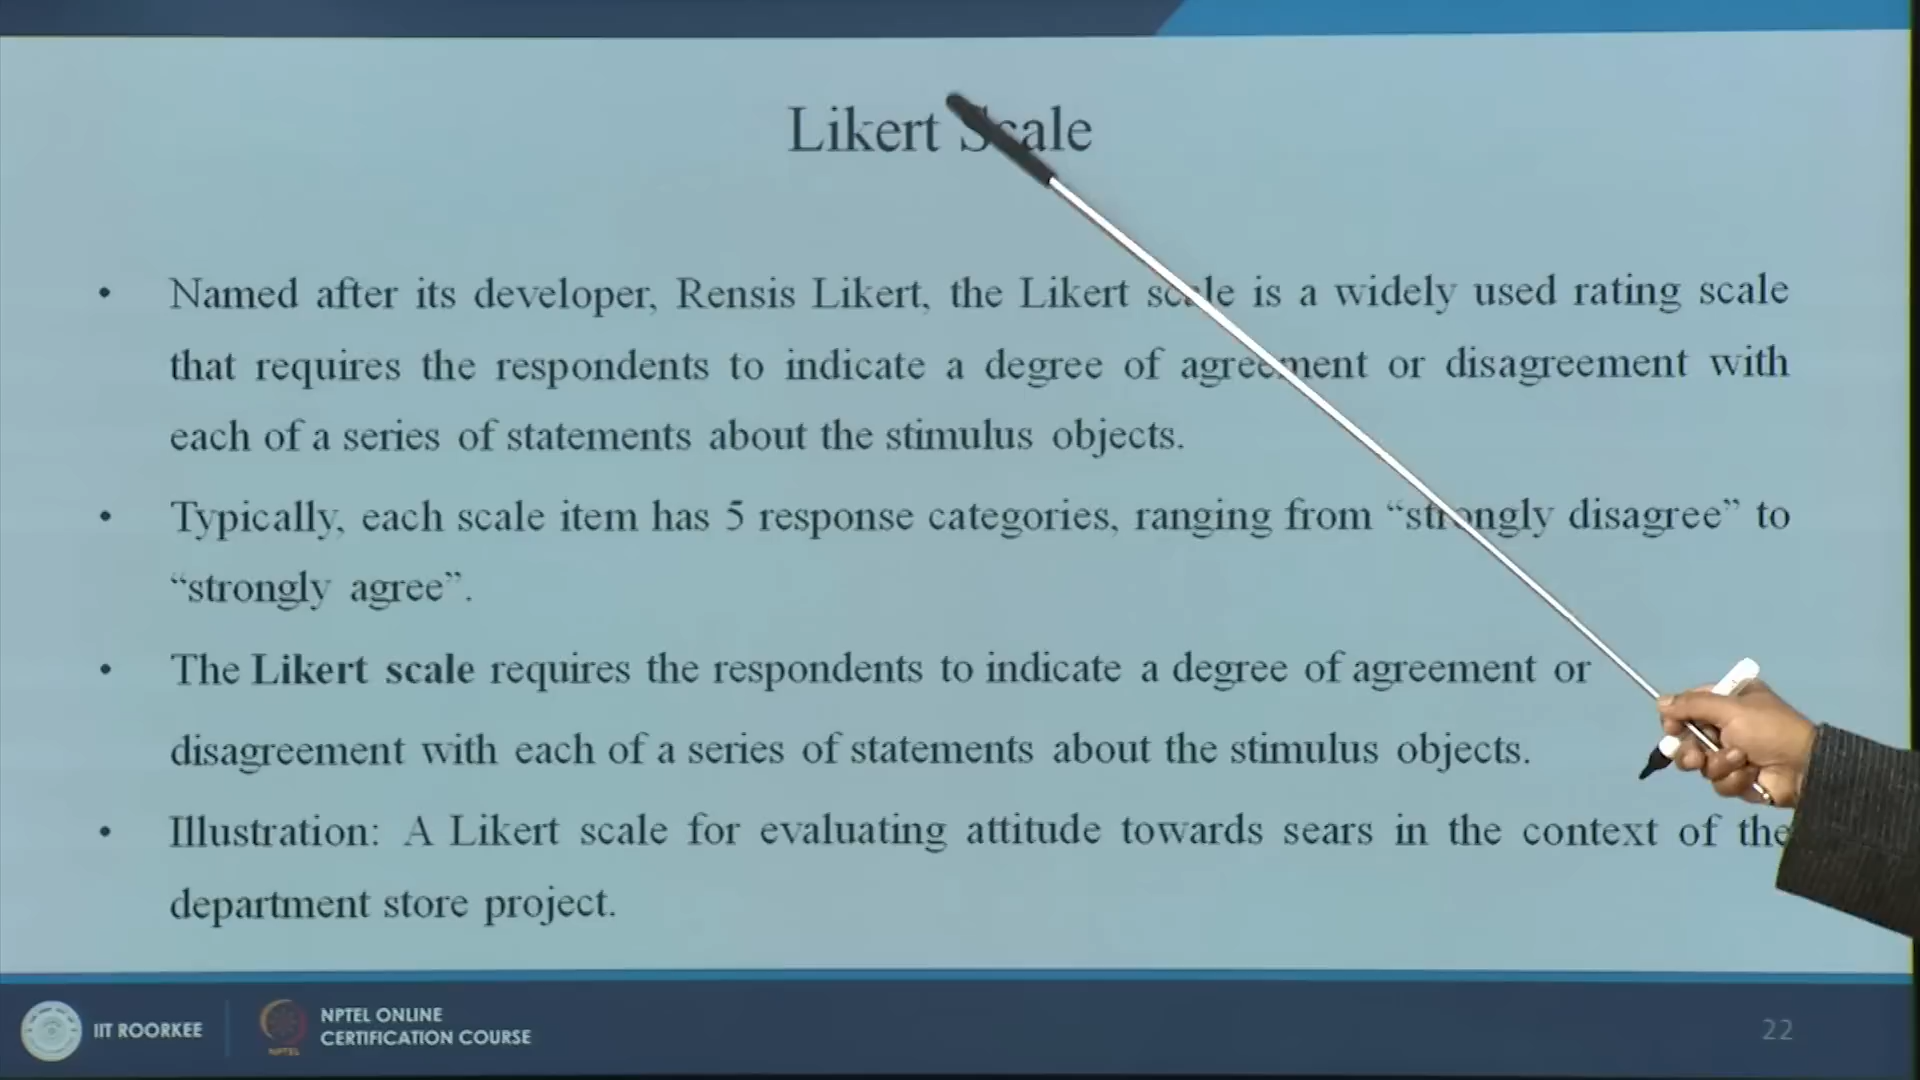 Likert Scale
• Named after its developer, Rensis Likert, the Likert scale is a widely used rating scale
that requires the respondents to indicate a degree of agreement or disagreement with
each of a series of statements about the stimulus objects.
• Typically, each scale item has 5 response categories, ranging from “strongly disagree” to
“strongly agree”.
• The Likert scale requires the respondents to indicate a degree of agreement or
disagreement with each of a series of statements about the stimulus objects.
• Illustration: A Likert scale for evaluating attitude towards sears in the context of the
department store project.
IIT ROORKEE
NPTEL
NPTEL ONLINE
CERTIFICATION COURSE
22